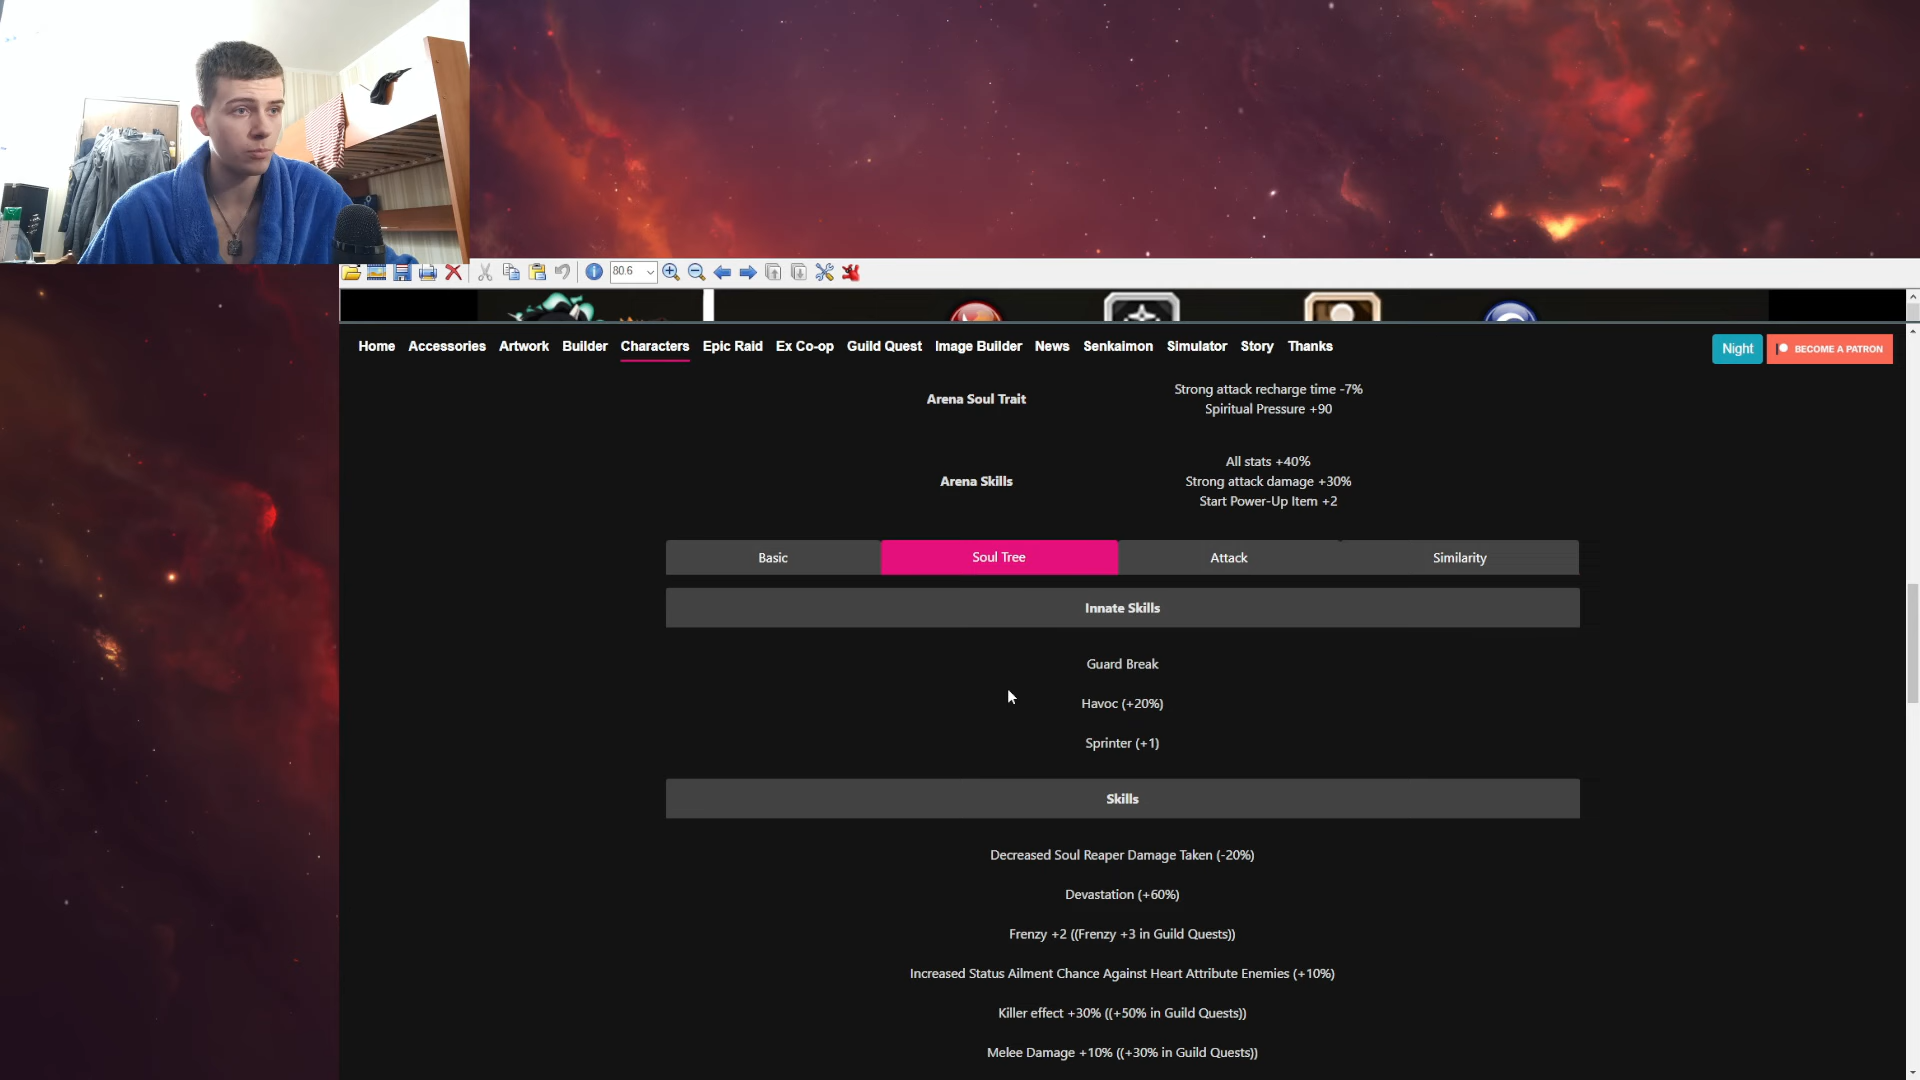 80.6
Home Accessories Artwork Builder Characters Epic Raid Ex Co-op Guild Quest Image Builder News Senkaimon Simulator Story Thanks
Night
BECOME A PATRON
Arena Soul Trait
Strong attack recharge time -7%
Spiritual Pressure +90
Arena Skills
All stats +40%
Strong attack damage +30%
Start Power-Up Item +2
Basic Soul Tree Attack Similarity
Innate Skills
Guard Break
Havoc (+20%)
Sprinter (+1)
Skills
Decreased Soul Reaper Damage Taken (-20%)
Devastation (+60%)
Frenzy +2 ((Frenzy +3 in Guild Quests))
Increased Status Ailment Chance Against Heart Attribute Enemies (+10%)
Killer effect +30% ((+50% in Guild Quests))
Melee Damage +10% ((+30% in Guild Quests))